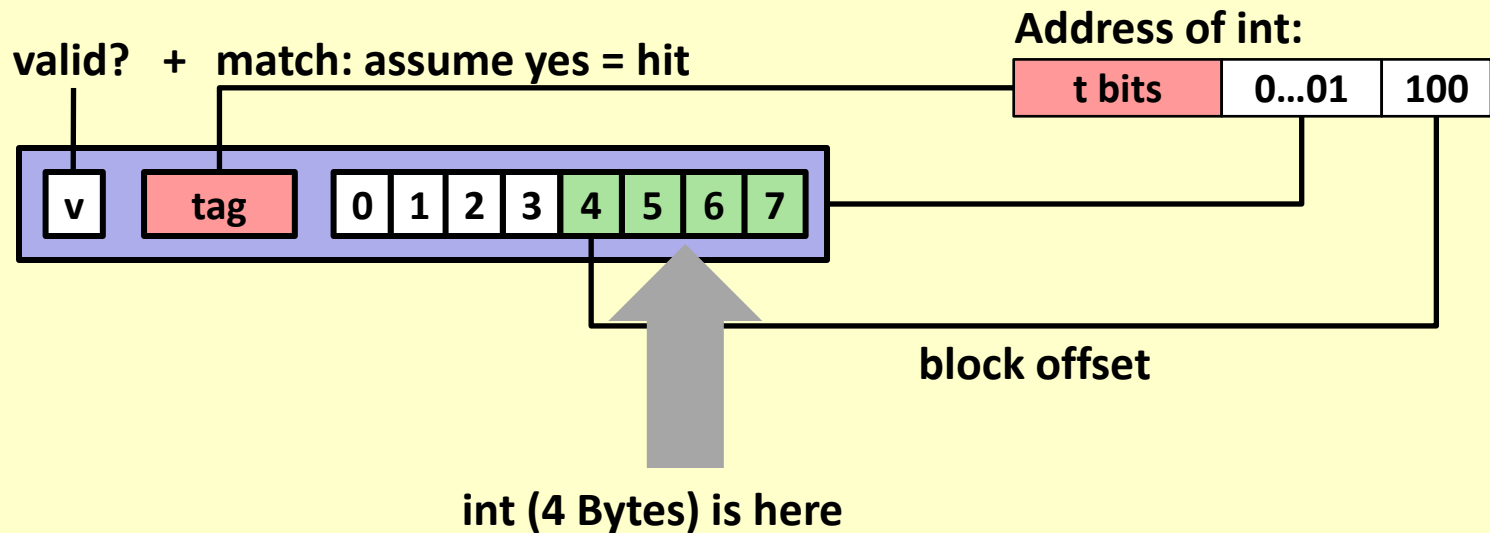 Address of int:
valid? + match: assume yes = hit
t bits 0...01 100
v tag 0 1 2 3 4 5 6 7
block offset
int (4 Bytes) is here